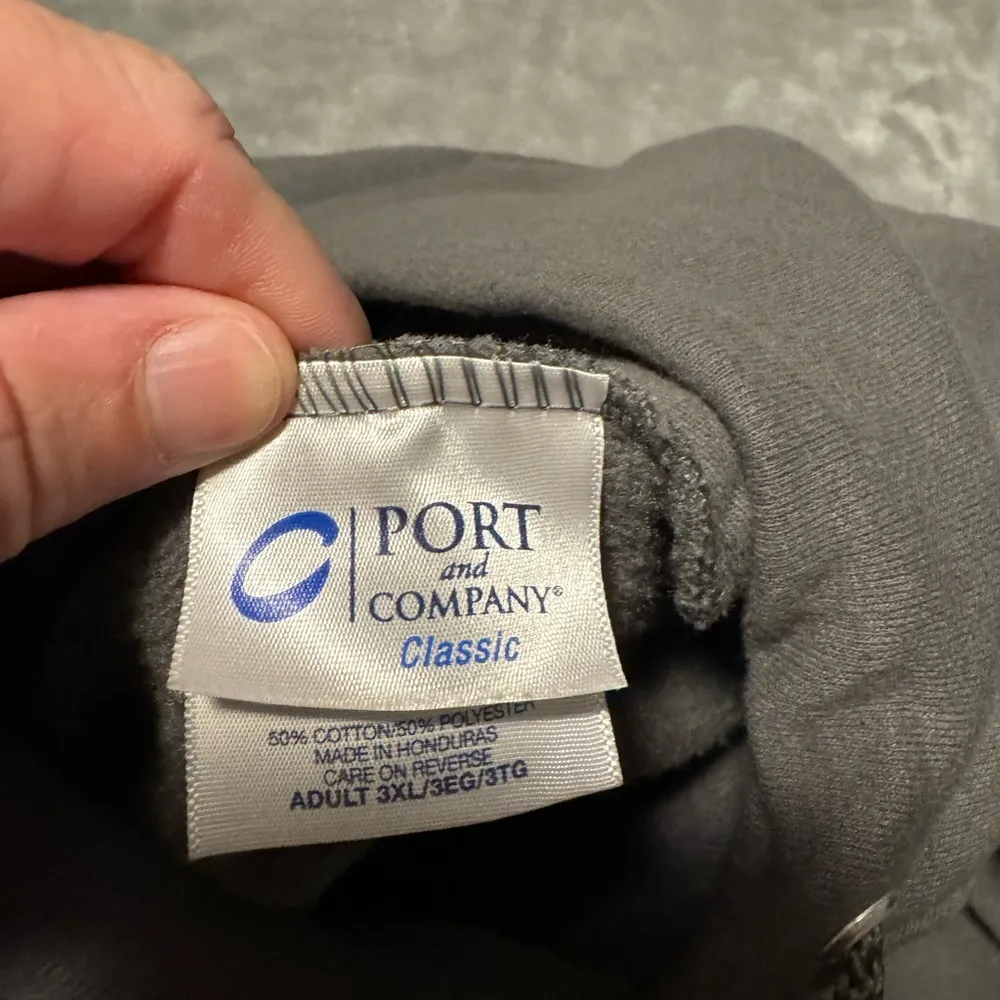 PORT
and
COMPANY®
Classic
50% COTTON/50% POLYESTER
MADE IN HONDURAS
CARE ON REVERSE
ADULT 3XL/3EG/3TG